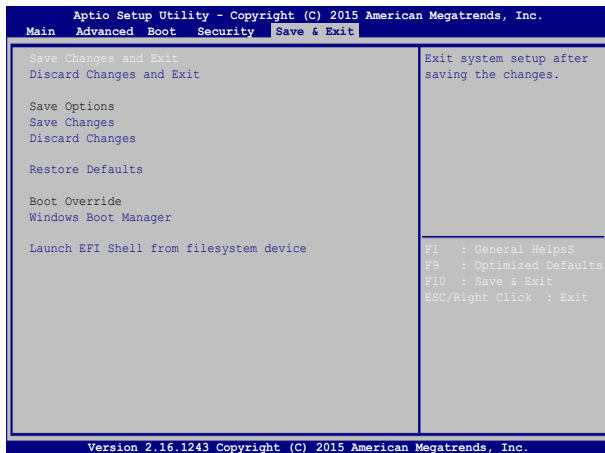 Aptio Setup Utility - Copyright (C) 2015 American Megatrends, Inc.
Main Advanced Boot Security Save & Exit
Save Changes and Exit
Discard Changes and Exit
Save Options
Save Changes
Discard Changes
Restore Defaults
Boot Override
Windows Boot Manager
Launch EFI Shell from filesystem device
Exit system setup after
saving the changes.
F1 : General HelpsS
F9 : Optimized Defaults
F10 : Save & Exit
ESC/Right Click : Exit
Version 2.16.1243 Copyright (C) 2015 American Megatrends, Inc.